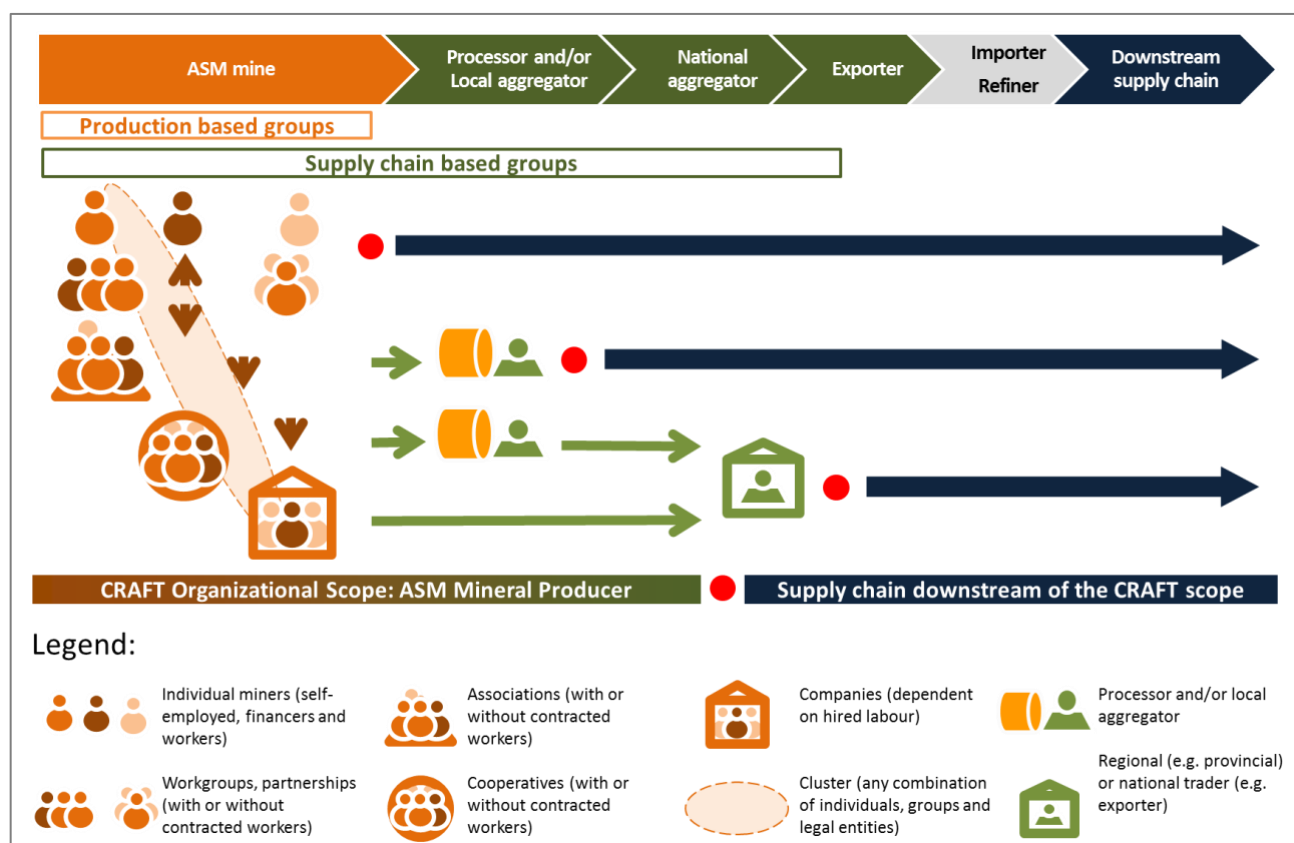 ASM mine
Processor and/or
Local aggregator
National
aggregator
Exporter
Importer
Refiner
Downstream
supply chain
Production based groups
Supply chain based groups
CRAFT Organizational Scope: ASM Mineral Producer
Supply chain downstream of the CRAFT scope
Legend:
Individual miners (self-
employed, financers and
workers)
Associations (with or
without contracted
workers)
Companies (dependent
on hired labour)
Processor and/or local
aggregator
Workgroups, partnerships
(with or without
contracted workers)
Cooperatives (with or
without contracted
workers)
Cluster (any combination
of individuals, groups and
legal entities)
Regional (e.g. provincial)
or national trader (e.g.
exporter)